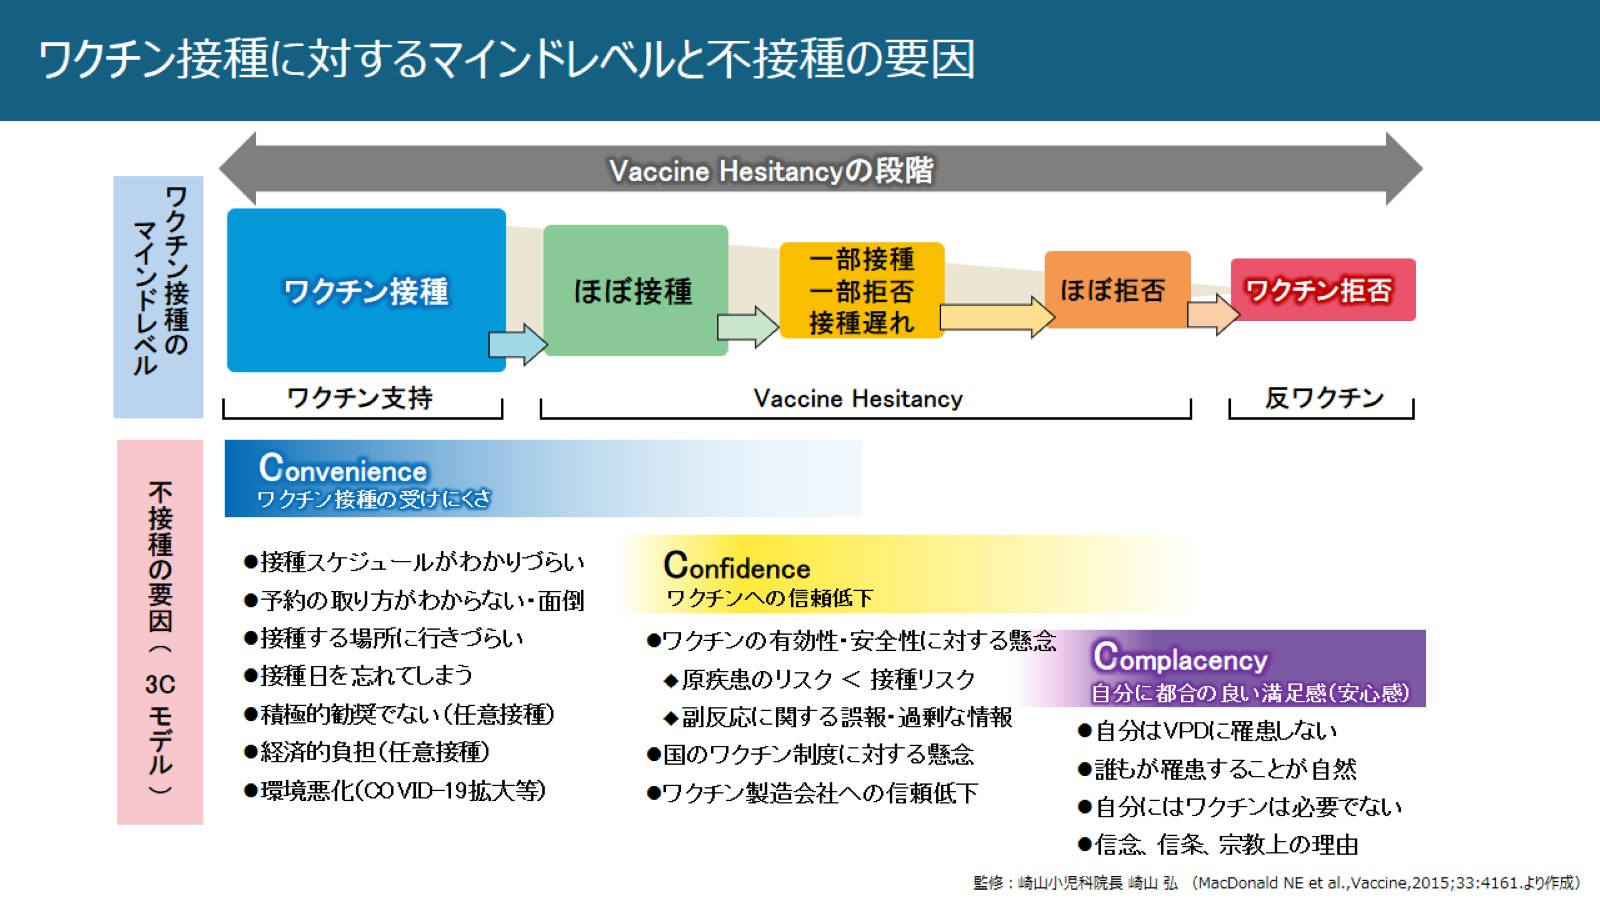 ワクチン接種に対するマインドレベルと不接種の要因
Vaccine Hesitancyの段階
ワクチン接種の
マインドレベル
ワクチン接種
ほぼ接種
一部接種
一部拒否
接種遅れ
ほぼ拒否
ワクチン拒否
ワクチン支持
Vaccine Hesitancy
反ワクチン
不接種の要因(3Cモデル)
Convenience
ワクチン接種の受けにくさ
●接種スケジュールがわかりづらい
●予約の取り方がわからない・面倒
●接種する場所に行きづらい
●接種日を忘れてしまう
●積極的勧奨でない(任意接種)
●経済的負担(任意接種)
●環境悪化(COVID-19拡大等)
Confidence
ワクチンへの信頼低下
●ワクチンの有効性・安全性に対する懸念
◆原疾患のリスク < 接種リスク
◆副反応に関する誤報・過剰な情報
●国のワクチン制度に対する懸念
●ワクチン製造会社への信頼低下
Complacency
自分に都合の良い満足感(安心感)
●自分はVPDに罹患しない
●誰もが罹患することが自然
●自分にはワクチンは必要でない
●信念、信条、宗教上の理由
監修:崎山小児科院長 崎山 弘 (MacDonald NE et al.,Vaccine,2015;33:4161.より作成)